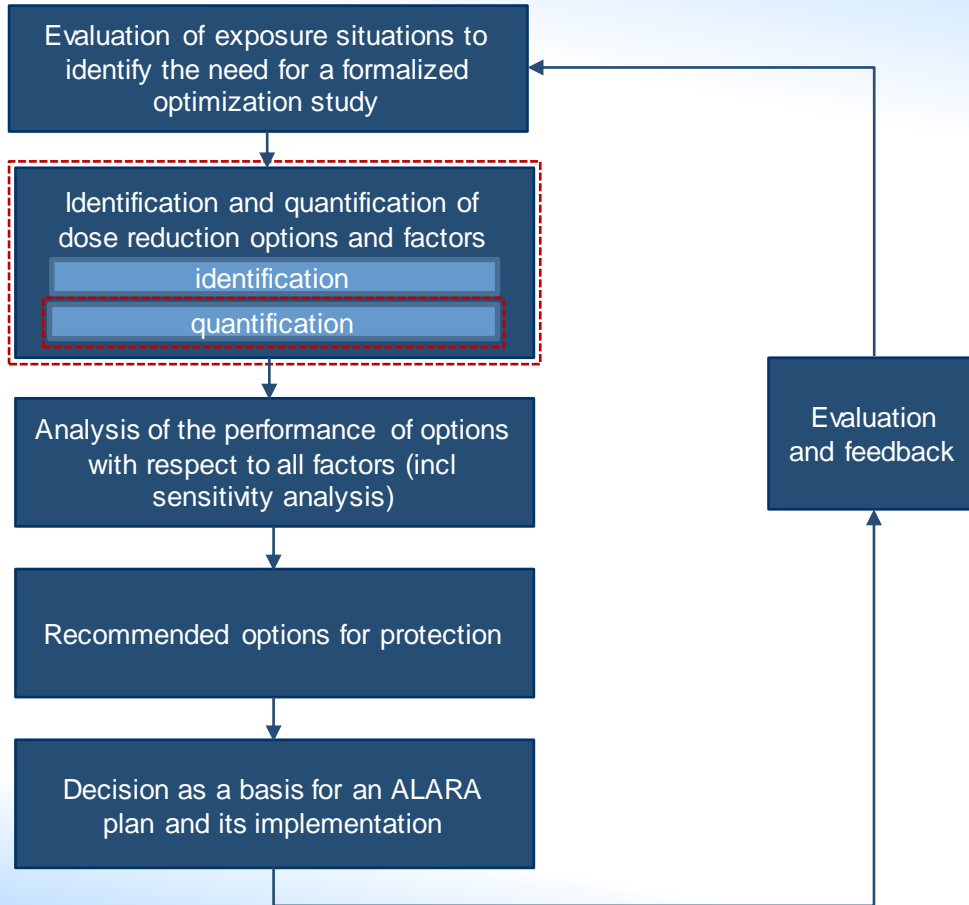 Evaluation of exposure situations to
identify the need for a formalized
optimization study
Identification and quantification of
dose reduction options and factors
identification
quantification
Analysis of the performance of options
with respect to all factors (incl
sensitivity analysis)
Recommended options for protection
Decision as a basis for an ALARA
plan and its implementation
Evaluation
and feedback